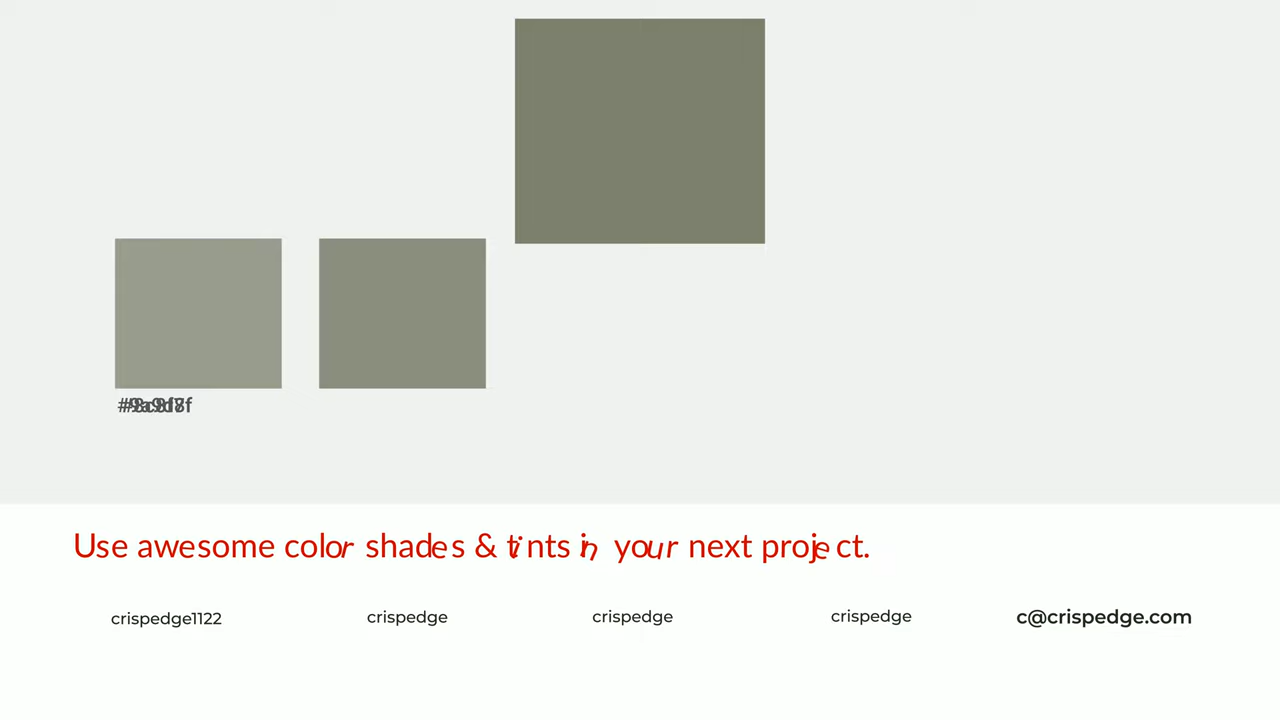 Use awesome color shades & tints in your next project.
crispedge1122 crispedge crispedge crispedge c@crispedge.com